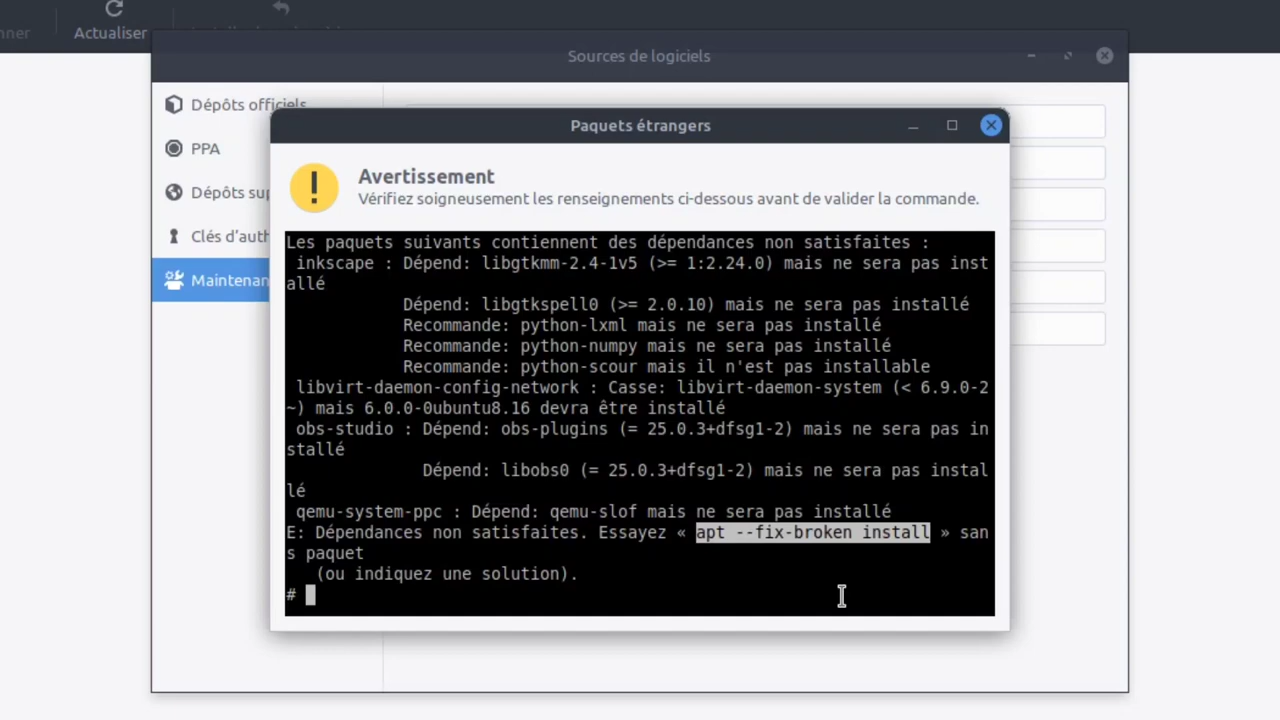 Actualiser
Sources de logiciels
Dépôts officiels
PPA
Dépôts sup
Clés d'auth
Maintenan
Paquets étrangers
Avertissement
Vérifiez soigneusement les renseignements ci-dessous avant de valider la commande.
Les paquets suivants contiennent des dépendances non satisfaites :
inkscape : Dépend: libgtkmm-2.4-1v5 (>= 1:2.24.0) mais ne sera pas inst
allé
Dépend: libgtkspell0 (>= 2.0.10) mais ne sera pas installé
Recommande: python-lxml mais ne sera pas installé
Recommande: python-numpy mais ne sera pas installé
Recommande: python-scour mais il n'est pas installable
libvirt-daemon-config-network : Casse: libvirt-daemon-system (< 6.9.0-2
~) mais 6.0.0-0ubuntu8.16 devra être installé
obs-studio : Dépend: obs-plugins (= 25.0.3+dfsg1-2) mais ne sera pas in
stallé
Dépend: libobs0 (= 25.0.3+dfsg1-2) mais ne sera pas instal
lé
qemu-system-ppc : Dépend: qemu-slof mais ne sera pas installé
E: Dépendances non satisfaites. Essayez « apt --fix-broken install » san
s paquet
(ou indiquez une solution).
#